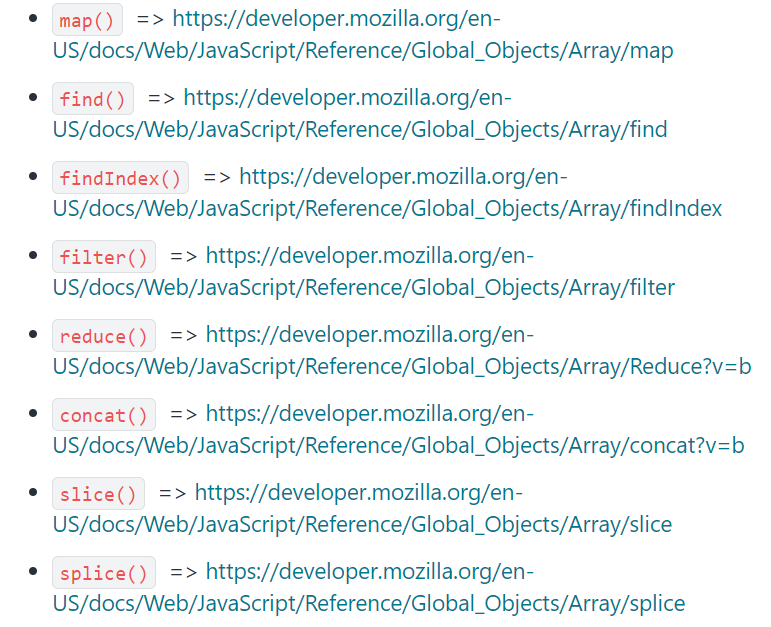 • map() => https://developer.mozilla.org/en-
US/docs/Web/JavaScript/Reference/Global_Objects/Array/map
• find() => https://developer.mozilla.org/en-
US/docs/Web/JavaScript/Reference/Global_Objects/Array/find
• findIndex() => https://developer.mozilla.org/en-
US/docs/Web/JavaScript/Reference/Global_Objects/Array/findIndex
• filter() => https://developer.mozilla.org/en-
US/docs/Web/JavaScript/Reference/Global_Objects/Array/filter
• reduce() => https://developer.mozilla.org/en-
US/docs/Web/JavaScript/Reference/Global_Objects/Array/Reduce?v=b
• concat() => https://developer.mozilla.org/en-
US/docs/Web/JavaScript/Reference/Global_Objects/Array/concat?v=b
• slice() => https://developer.mozilla.org/en-
US/docs/Web/JavaScript/Reference/Global_Objects/Array/slice
• splice() => https://developer.mozilla.org/en-
US/docs/Web/JavaScript/Reference/Global_Objects/Array/splice